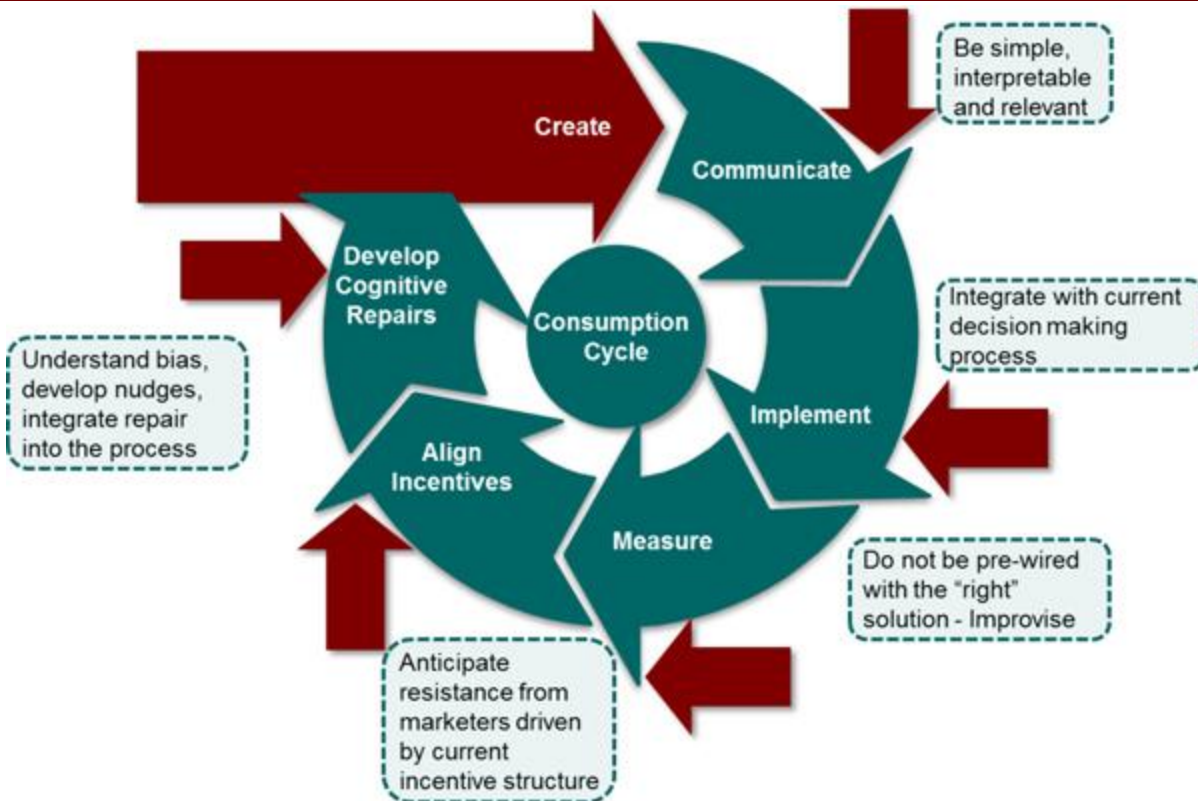 Create
Communicate
Be simple,
interpretable
and relevant
Implement
Integrate with current
decision making
process
Measure
Do not be pre-wired
with the “right”
solution - Improvise
Align
Incentives
Anticipate
resistance from
marketers driven
by current
incentive structure
Develop
Cognitive
Repairs
Understand bias,
develop nudges,
integrate repair
into the process
Consumption
Cycle